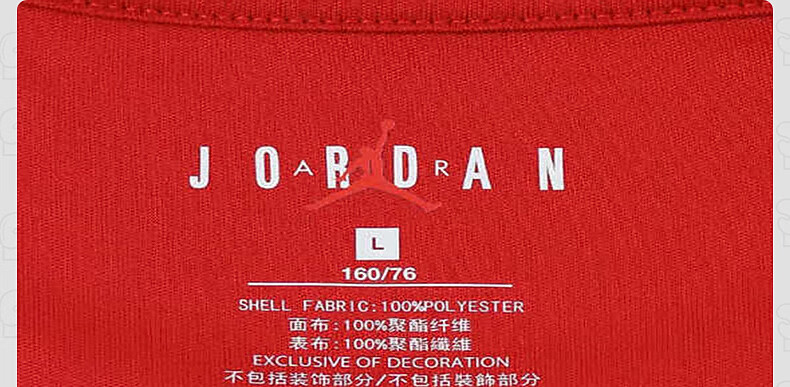 JORDAN
A R
L
160/76
SHELL FABRIC:100%POLYESTER
面布:100%聚酯纤维
表布:100%聚酯纖維
EXCLUSIVE OF DECORATION
不包括装饰部分/不包括裝飾部分